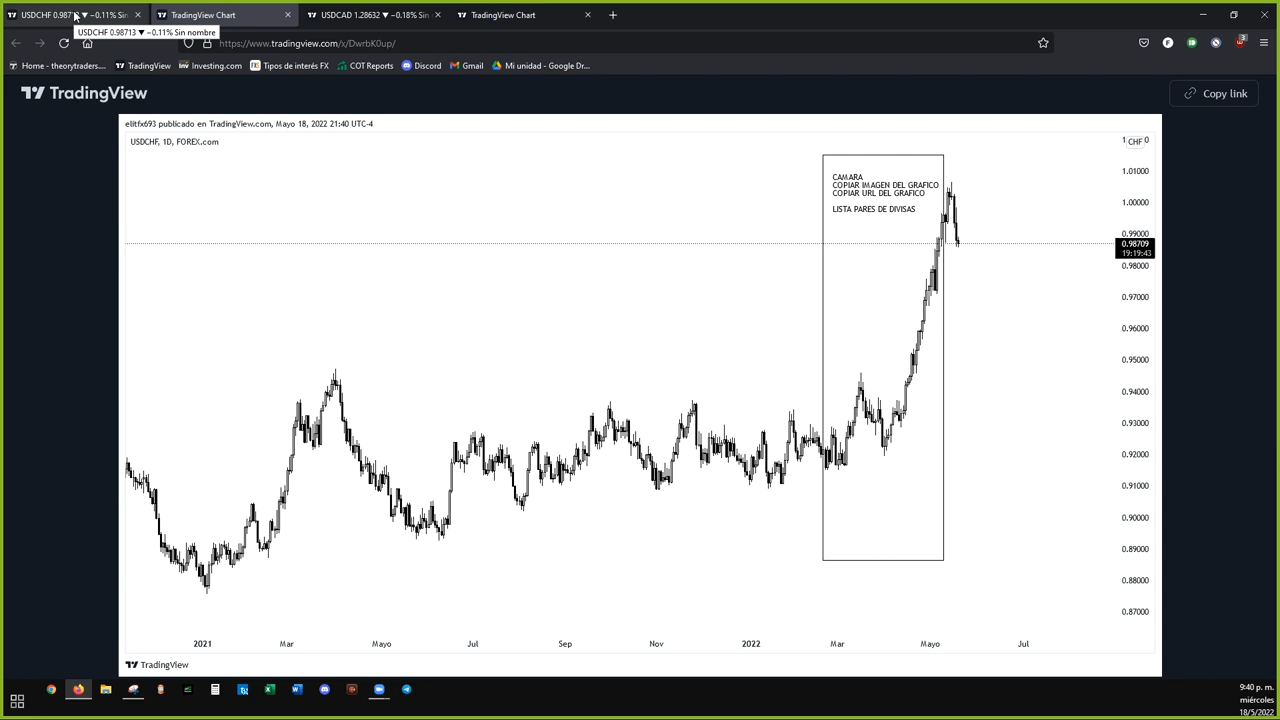 USDCHF 0.9871 ▼ −0.11% Sin
TradingView Chart
USDCAD 1.28632 ▼ −0.18% Sin
TradingView Chart
USDCHF 0.98713 ▼ −0.11% Sin nombre
https://www.tradingview.com/x/DwrbK0up/
Home - theorytraders....
TradingView
Investing.com
Tipos de interés FX
COT Reports
Discord
Gmail
Mi unidad - Google Dr...
TradingView
Copy link
elitfx693 publicado en TradingView.com, Mayo 18, 2022 21:40 UTC-4
USDCHF, 1D, FOREX.com
CHF
CAMARA
COPIAR IMAGEN DEL GRAFICO
COPIAR URL DEL GRAFICO
LISTA PARES DE DIVISAS
1.01000
1.00000
0.99000
0.98709
19:19:43
0.98000
0.97000
0.96000
0.95000
0.94000
0.93000
0.92000
0.91000
0.90000
0.89000
0.88000
0.87000
2021
Mar
Mayo
Jul
Sep
Nov
2022
Mar
Mayo
Jul
TradingView
9:40 p. m.
miércoles
18/5/2022